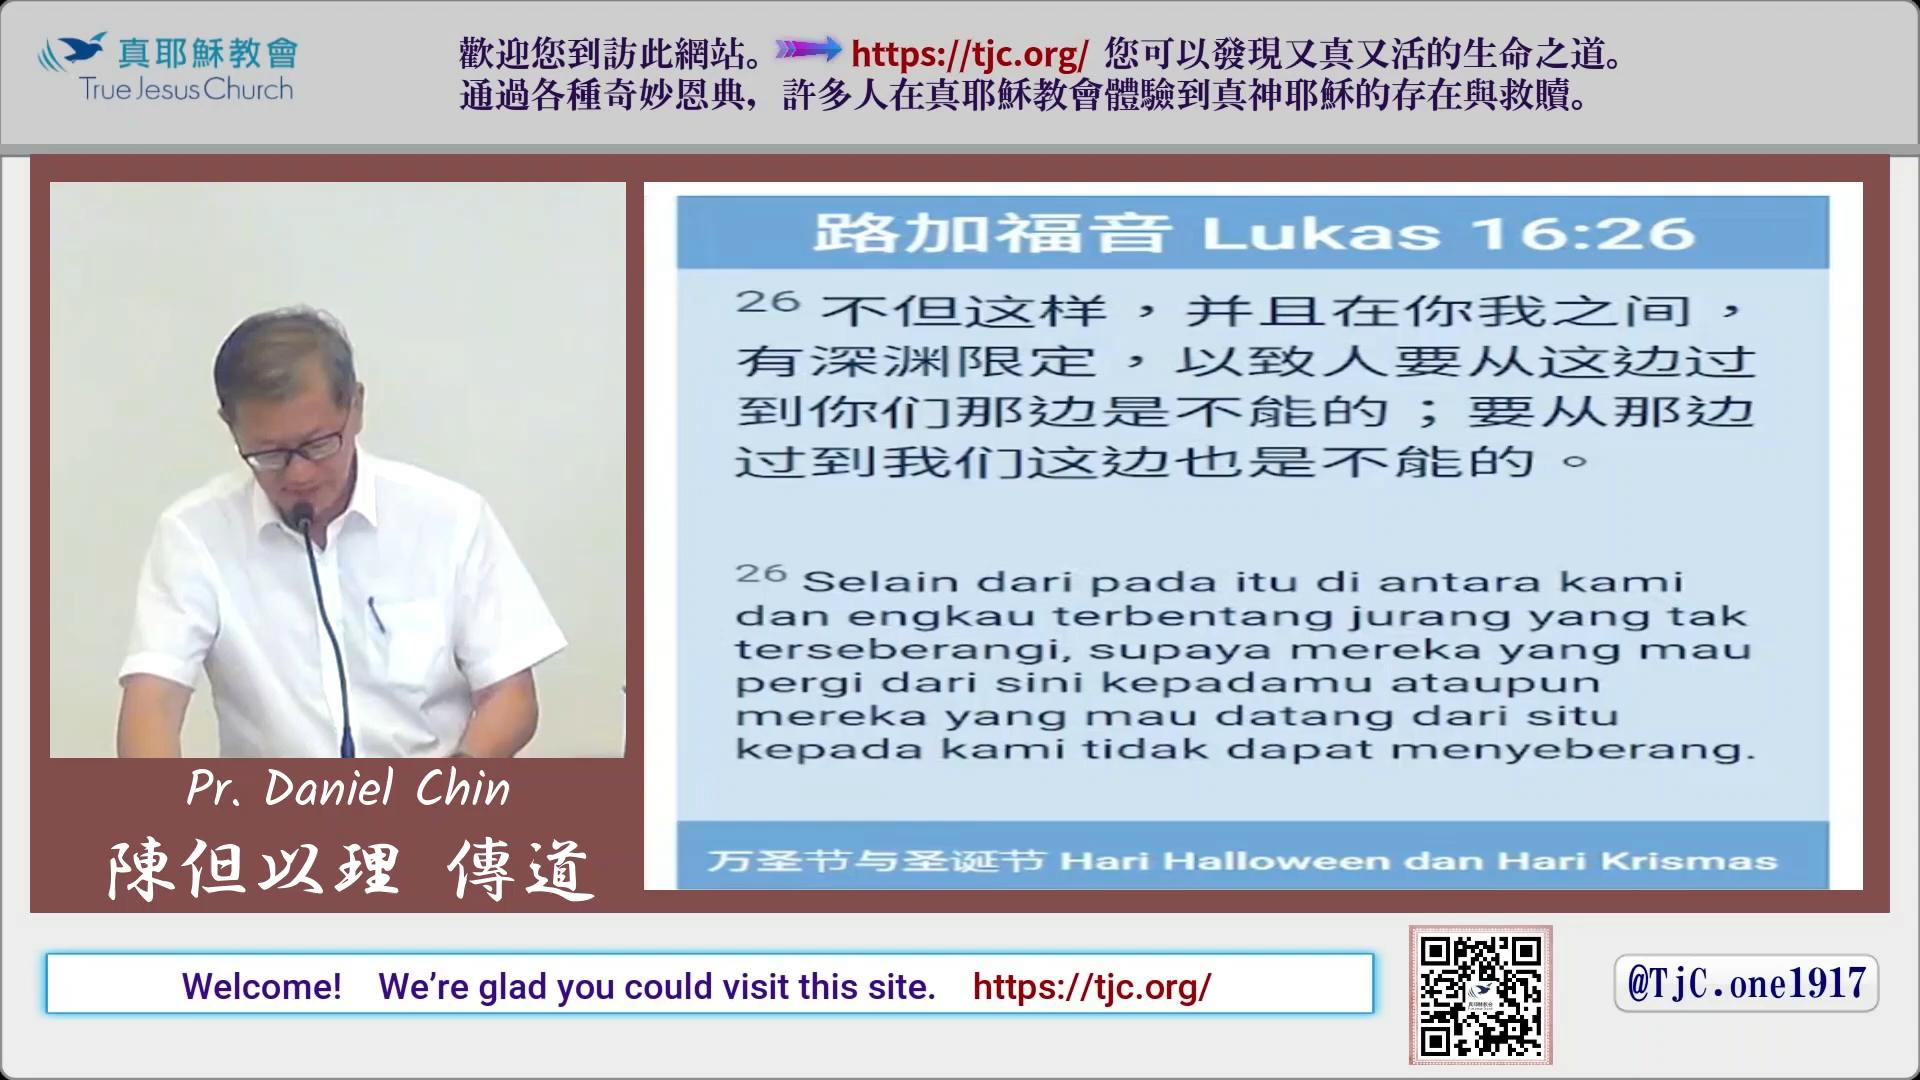 真耶穌教會
True Jesus Church
歡迎您到訪此網站。 https://tjc.org/ 您可以發現又真又活的生命之道。
通過各種奇妙恩典，許多人在真耶穌教會體驗到真神耶穌的存在與救贖。
路加福音 Lukas 16:26
26 不但这样，并且在你我之间，
有深渊限定，以致人要从这边过
到你们那边是不能的；要从那边
过到我们这边也是不能的。
26 Selain dari pada itu di antara kami
dan engkau terbentang jurang yang tak
terseberangi, supaya mereka yang mau
pergi dari sini kepadamu ataupun
mereka yang mau datang dari situ
kepada kami tidak dapat menyeberang.
万圣节与圣诞节 Hari Halloween dan Hari Krismas
Pr. Daniel Chin
陳但以理 傳道
Welcome! We’re glad you could visit this site. https://tjc.org/
@TjC.one1917